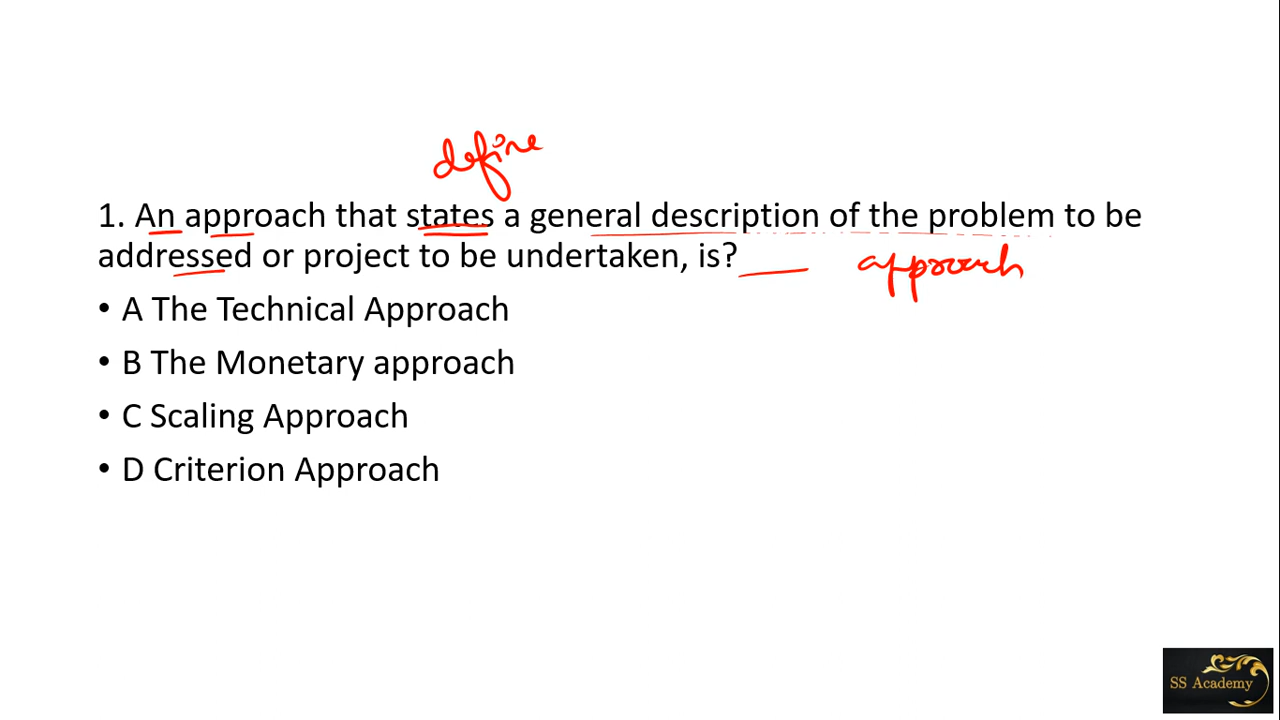 define
1. An approach that states a general description of the problem to be
addressed or project to be undertaken, is?
approach
• A The Technical Approach
• B The Monetary approach
• C Scaling Approach
• D Criterion Approach
SS Academy